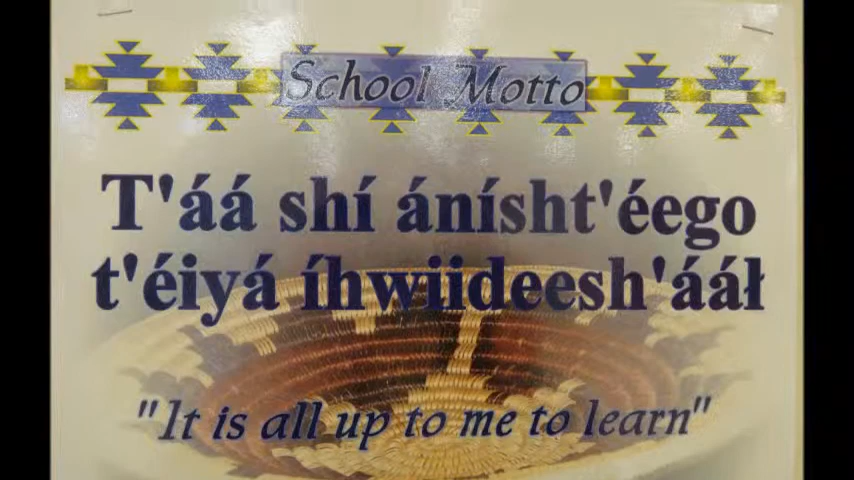 School Motto
T'áá shí ánísht'éego
t'éiyá íhwiideesh'ááł
"It is all up to me to learn"